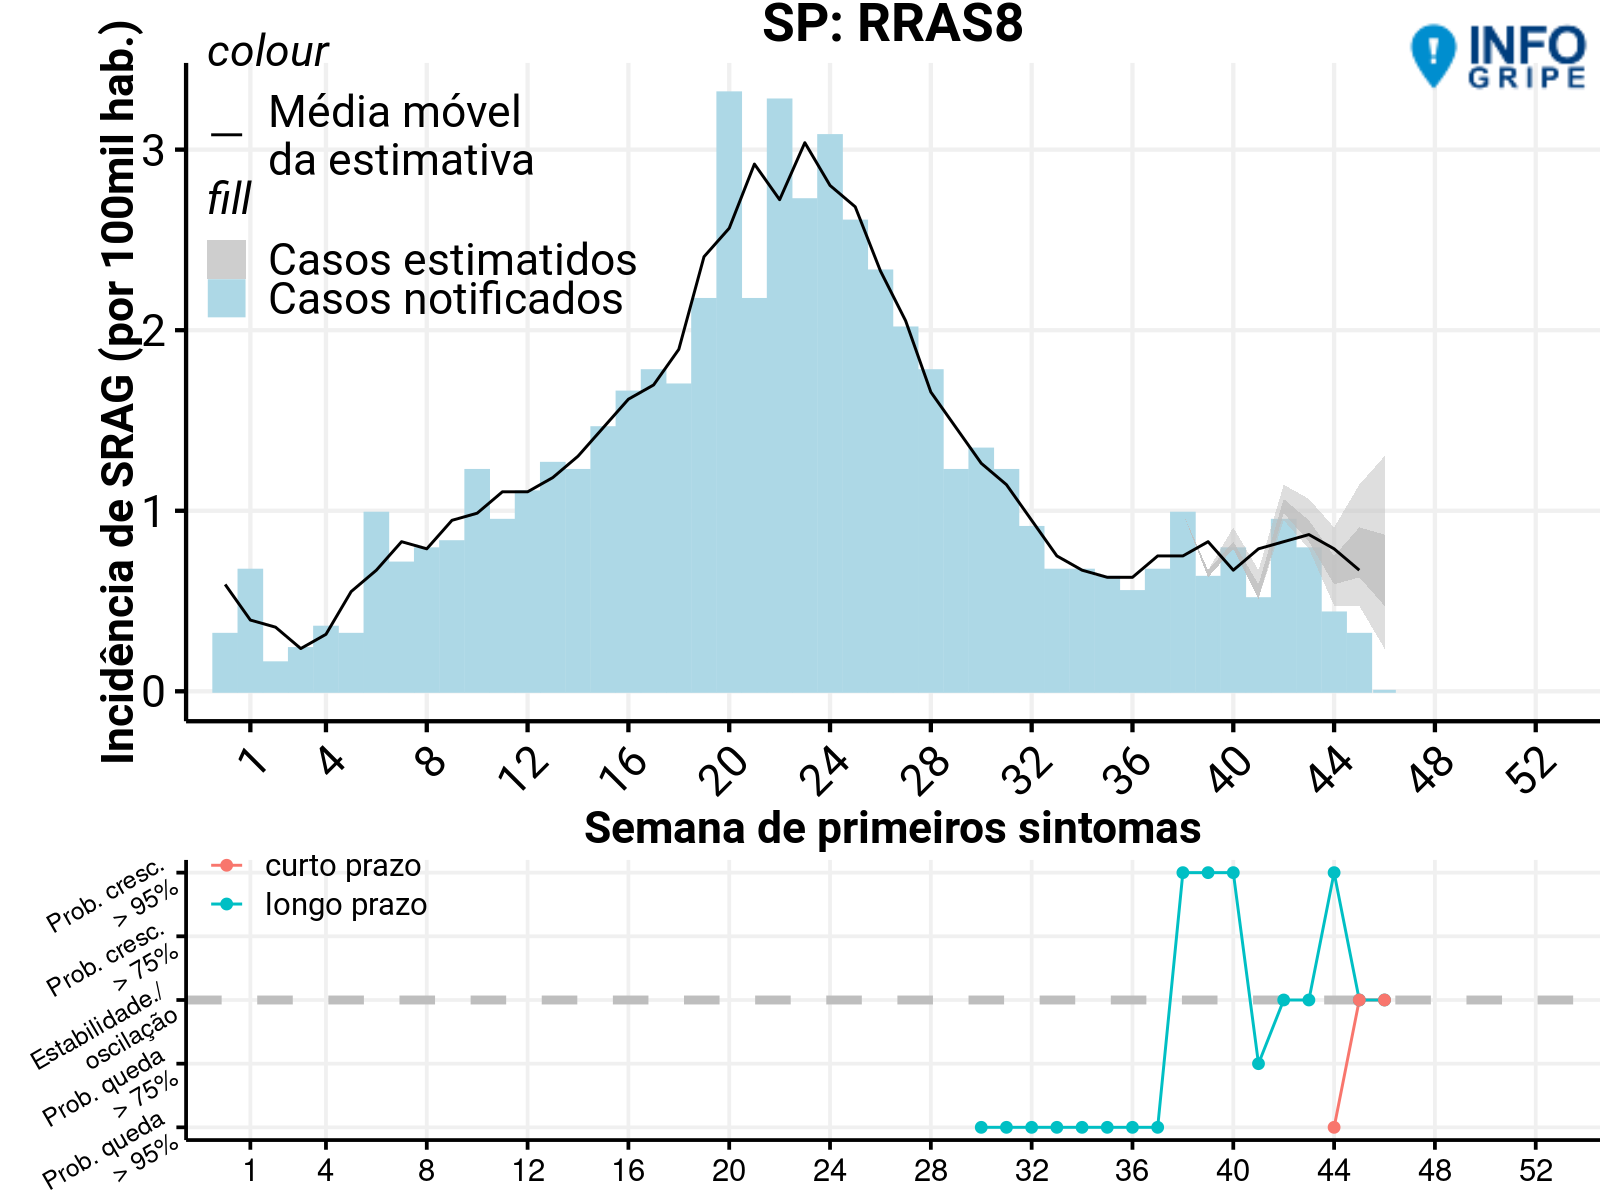 SP: RRAS8
INFO
GRIPE
colour
Média móvel
da estimativa
fill
Casos estimatidos
Casos notificados
Incidência de SRAG (por 100mil hab.)
3
2
1
0
1 4 8 12 16 20 24 28 32 36 40 44 48 52
Semana de primeiros sintomas
curto prazo
longo prazo
Prob. cresc.
> 95%
Prob. cresc.
> 75%
Estabilidade./
oscilação
Prob. queda
> 75%
Prob. queda
> 95%
1 4 8 12 16 20 24 28 32 36 40 44 48 52